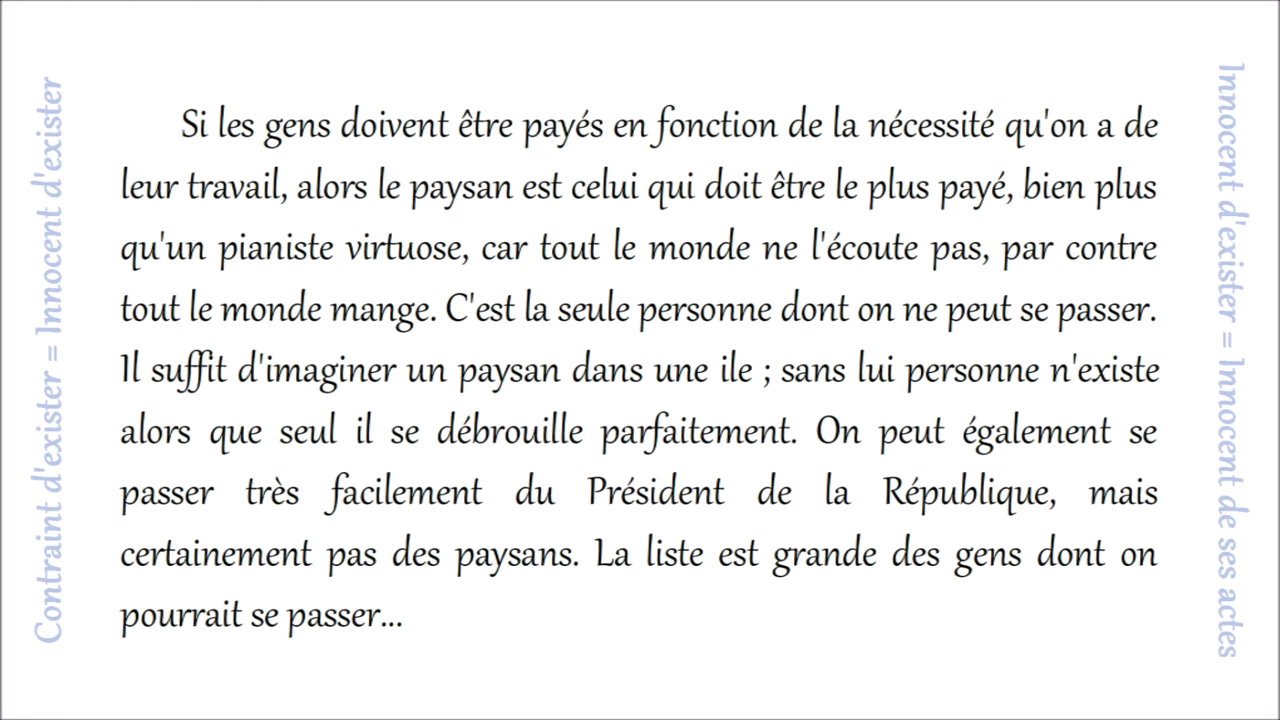 Contraint d'exister = Innocent d'exister
Si les gens doivent être payés en fonction de la nécessité qu'on a de
leur travail, alors le paysan est celui qui doit être le plus payé, bien plus
qu'un pianiste virtuose, car tout le monde ne l'écoute pas, par contre
tout le monde mange. C'est la seule personne dont on ne peut se passer.
Il suffit d'imaginer un paysan dans une ile ; sans lui personne n'existe
alors que seul il se débrouille parfaitement. On peut également se
passer très facilement du Président de la République, mais
certainement pas des paysans. La liste est grande des gens dont on
pourrait se passer...
Innocent d'exister = Innocent de ses actes